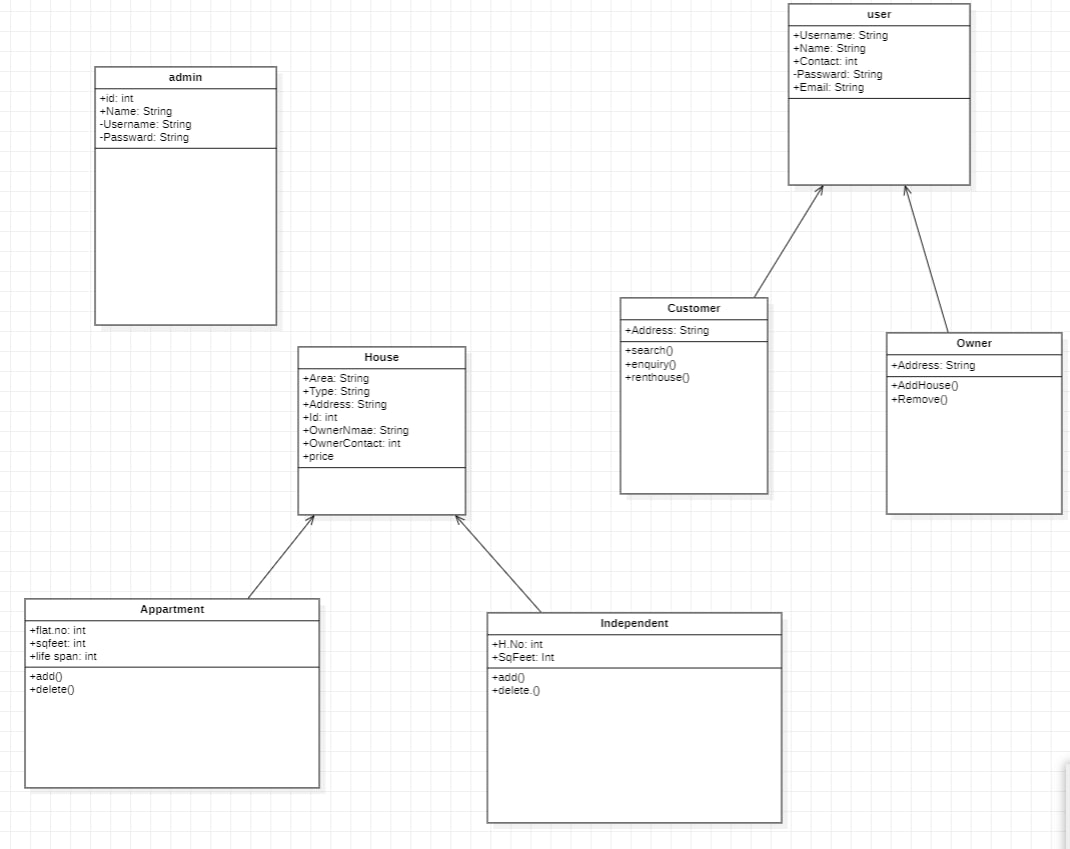 user
+Username: String
+Name: String
+Contact: int
-Passward: String
+Email: String
admin
+id: int
+Name: String
-Username: String
-Passward: String
Customer
+Address: String
+search()
+enquiry()
+renthouse()
Owner
+Address: String
+AddHouse()
+Remove()
House
+Area: String
+Type: String
+Address: String
+Id: int
+OwnerNmae: String
+OwnerContact: int
+price
Appartment
+flat.no: int
+sqfeet: int
+life span: int
+add()
+delete()
Independent
+H.No: int
+SqFeet: Int
+add()
+delete.()